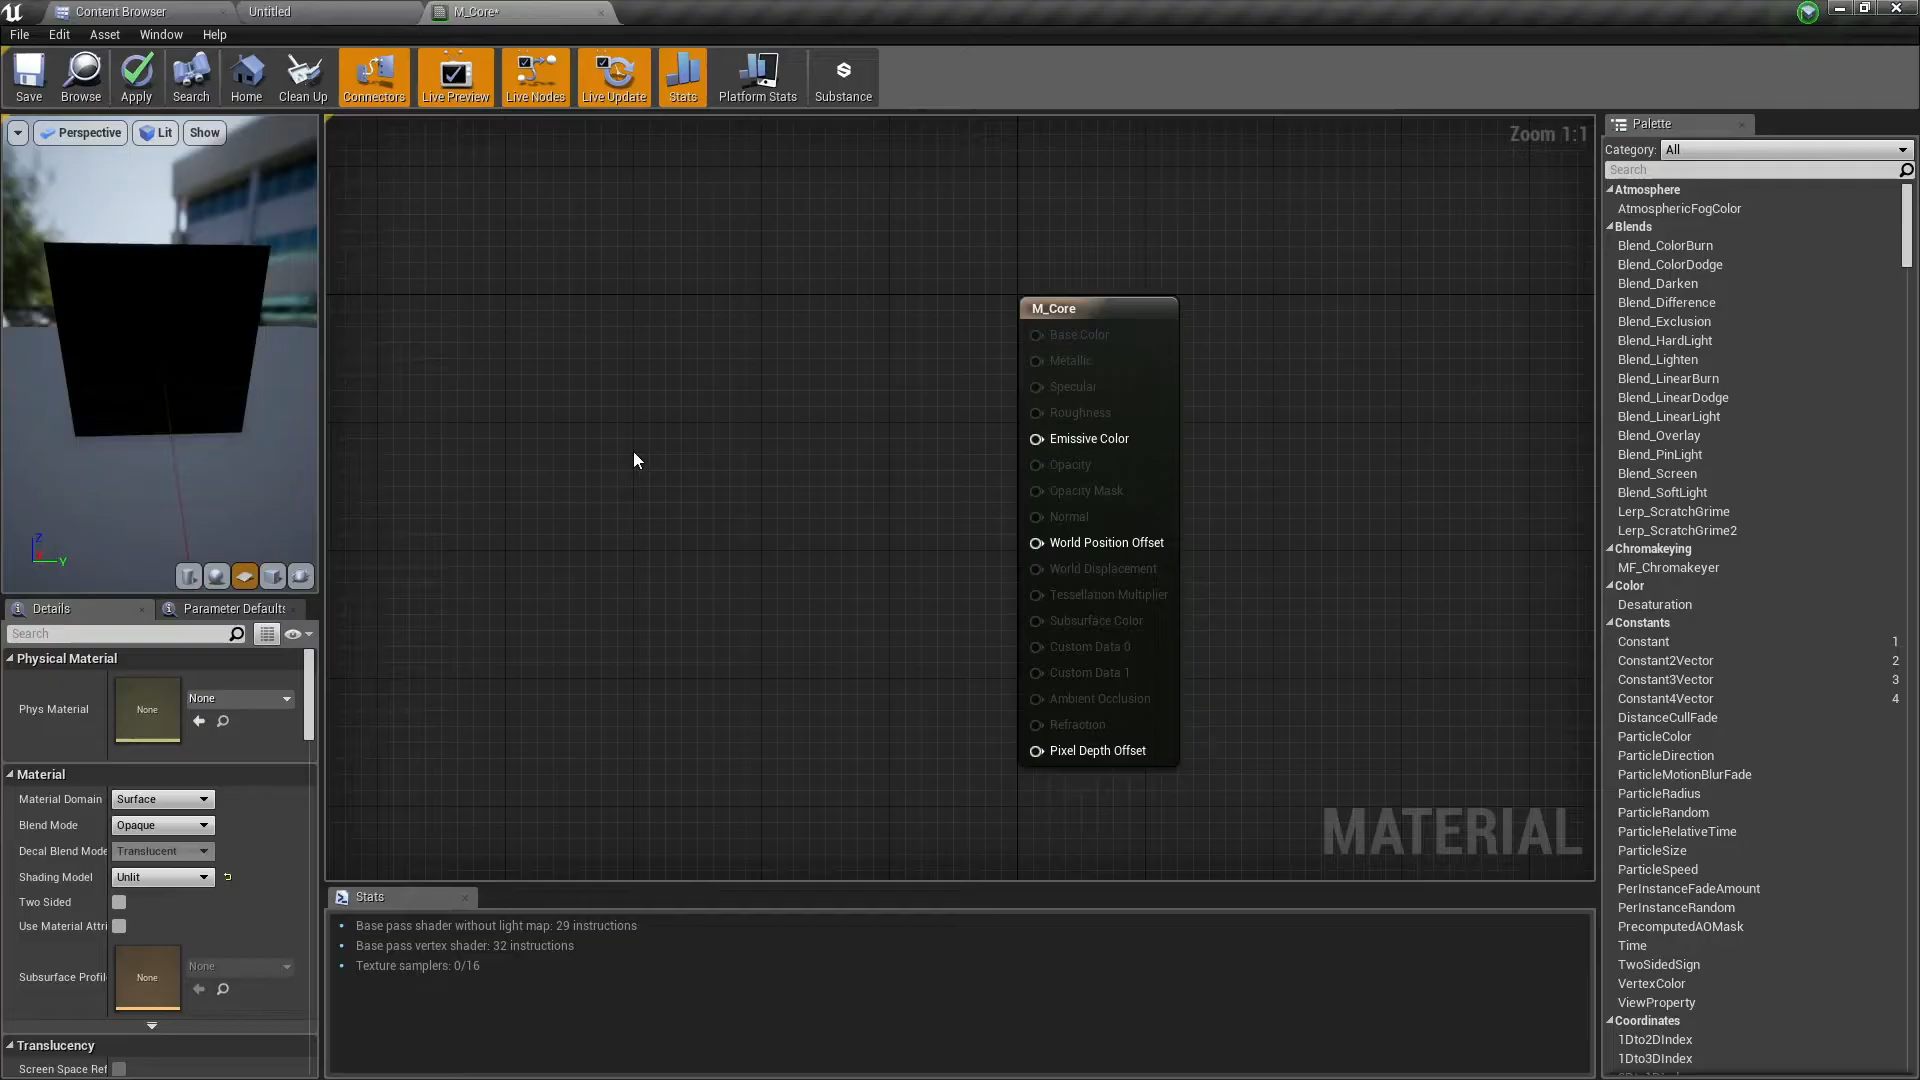 Content Browser
Untitled
M_Core*
File
Edit
Asset
Window
Help
Save
Browse
Apply
Search
Home
Clean Up
Connectors
Live Preview
Live Nodes
Live Update
Stats
Platform Stats
Substance
Perspective
Lit
Show
Z
Y
Zoom 1:1
M_Core
Base Color
Metallic
Specular
Roughness
Emissive Color
Opacity
Opacity Mask
Normal
World Position Offset
World Displacement
Tessellation Multiplier
Subsurface Color
Custom Data 0
Custom Data 1
Ambient Occlusion
Refraction
Pixel Depth Offset
MATERIAL
Details
Parameter Defaults
Search
Physical Material
Phys Material
None
None
Material
Material Domain
Surface
Blend Mode
Opaque
Decal Blend Mode
Translucent
Shading Model
Unlit
Two Sided
Use Material Attri
Subsurface Profil
None
None
Translucency
Screen Space Ref
Stats
Base pass shader without light map: 29 instructions
Base pass vertex shader: 32 instructions
Texture samplers: 0/16
Palette
Category:
All
Search
Atmosphere
AtmosphericFogColor
Blends
Blend_ColorBurn
Blend_ColorDodge
Blend_Darken
Blend_Difference
Blend_Exclusion
Blend_HardLight
Blend_Lighten
Blend_LinearBurn
Blend_LinearDodge
Blend_LinearLight
Blend_Overlay
Blend_PinLight
Blend_Screen
Blend_SoftLight
Lerp_ScratchGrime
Lerp_ScratchGrime2
Chromakeying
MF_Chromakeyer
Color
Desaturation
Constants
Constant 1
Constant2Vector 2
Constant3Vector 3
Constant4Vector 4
DistanceCullFade
ParticleColor
ParticleDirection
ParticleMotionBlurFade
ParticleRadius
ParticleRandom
ParticleRelativeTime
ParticleSize
ParticleSpeed
PerInstanceFadeAmount
PerInstanceRandom
PrecomputedAOMask
Time
TwoSidedSign
VertexColor
ViewProperty
Coordinates
1Dto2DIndex
1Dto3DIndex